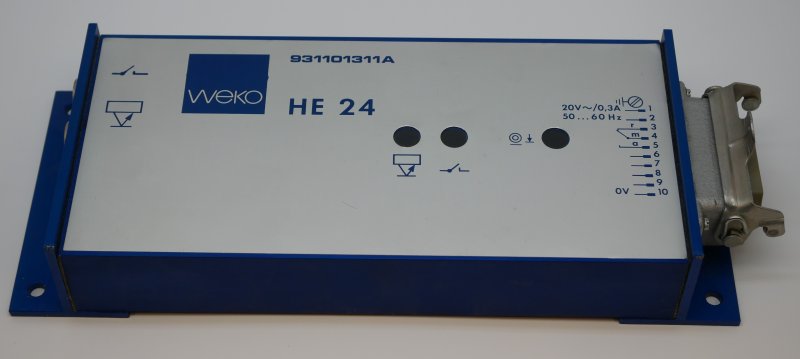 931101311A
weko
HE 24
20V~/0,3A 1
50...60 Hz 2
r 3
m 4
a 5
6
7
8
9
0V 10